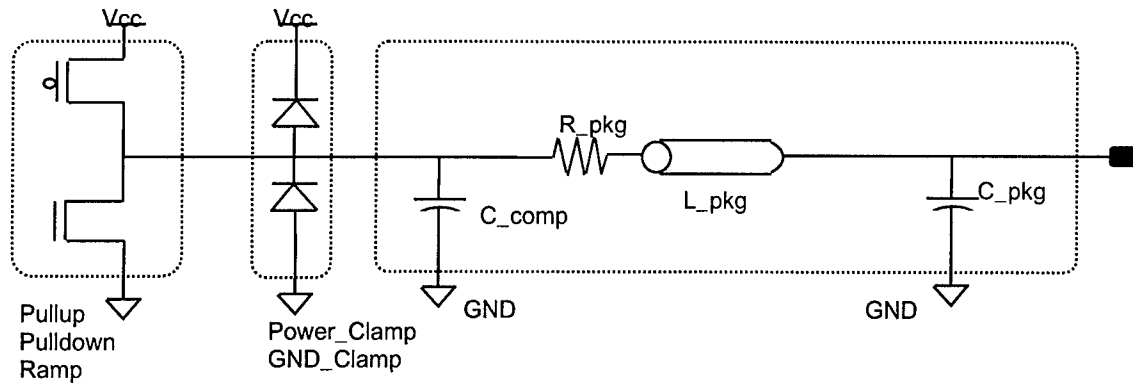 Vcc
Vcc
R_pkg
L_pkg
C_comp
C_pkg
GND
GND
Pullup
Pulldown
Ramp
Power_Clamp
GND_Clamp